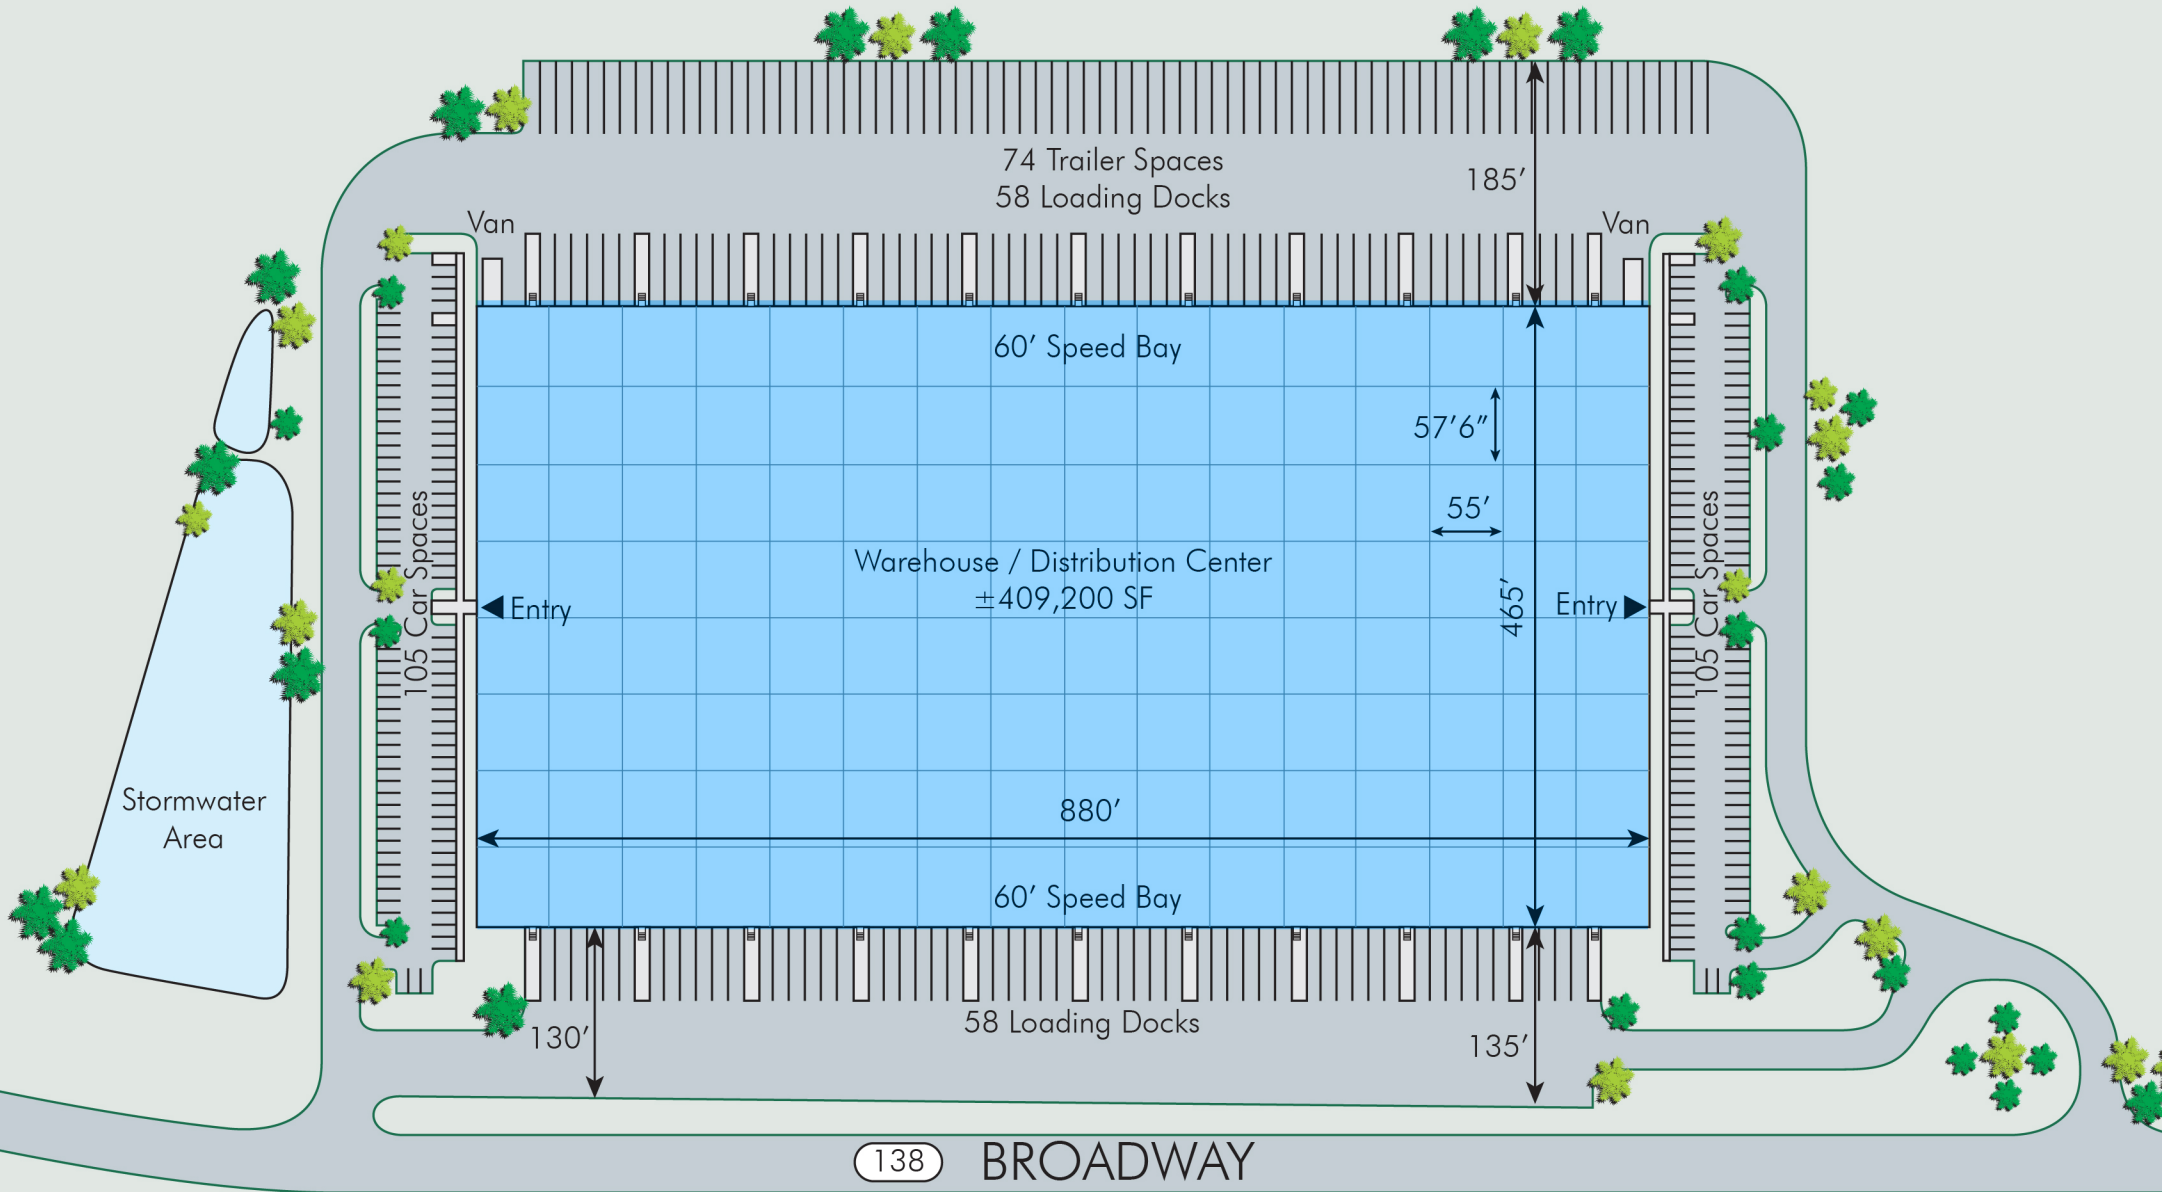 74 Trailer Spaces
58 Loading Docks
185′
Van
Van
60′ Speed Bay
57′6″
55′
105 Car Spaces
Warehouse / Distribution Center
±409,200 SF
465′
105 Car Spaces
Entry
Entry
Stormwater
Area
880′
60′ Speed Bay
130′
58 Loading Docks
135′
138 BROADWAY